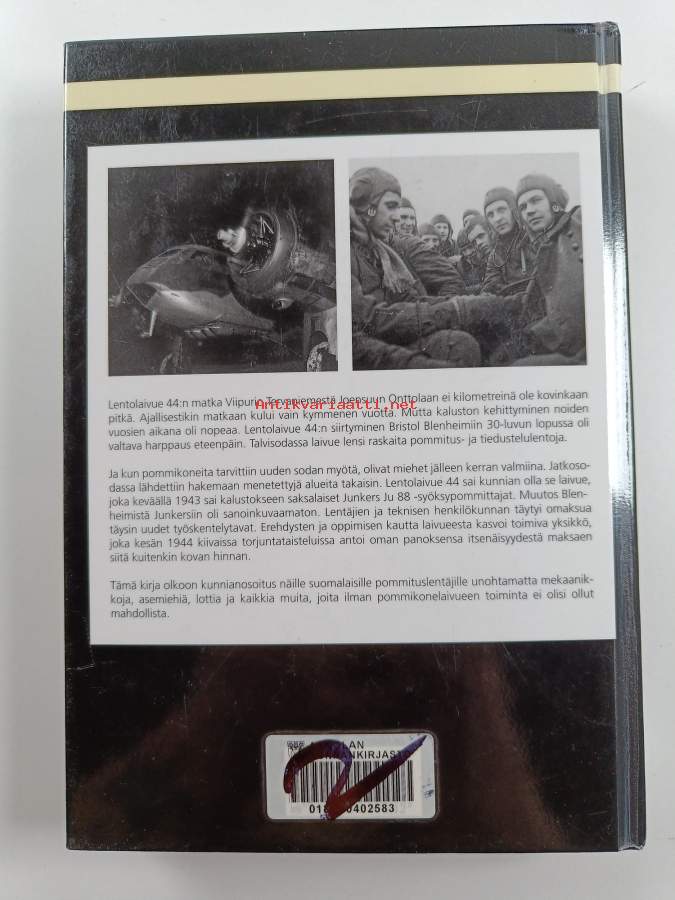 Lentolaivue 44:n matka Viipurin Tervaniemestä Joensuun Onttolaan ei kilometreinä ole kovinkaan
Antikvariaatti.net
pitkä. Ajallisestikin matkaan kului vain kymmenen vuotta. Mutta kaluston kehittyminen noiden
vuosien aikana oli nopeaa. Lentolaivue 44:n siirtyminen Bristol Blenheimiin 30-luvun lopussa oli
valtava harppaus eteenpäin. Talvisodassa laivue lensi raskaita pommitus- ja tiedustelulentoja.
Ja kun pommikoneita tarvittiin uuden sodan myötä, olivat miehet jälleen kerran valmiina. Jatkoso-
dassa lähdettiin hakemaan menetettyjä alueita takaisin. Lentolaivue 44 sai kunnian olla se laivue,
joka keväällä 1943 sai kalustokseen saksalaiset Junkers Ju 88 -syöksypommittajat. Muutos Blen-
heimistä Junkersiin oli sanoinkuvaamaton. Lentäjien ja teknisen henkilökunnan täytyi omaksua
täysin uudet työskentelytavat. Erehdysten ja oppimisen kautta laivueesta kasvoi toimiva yksikkö,
joka kesän 1944 kiivaissa torjuntataisteluissa antoi oman panoksensa itsenäisyydestä maksaen
siitä kuitenkin kovan hinnan.
Tämä kirja olkoon kunnianosoitus näille suomalaisille pommituslentäjille unohtamatta mekaanik-
koja, asemiehiä, lottia ja kaikkia muita, joita ilman pommikonelaivueen toiminta ei olisi ollut
mahdollista.